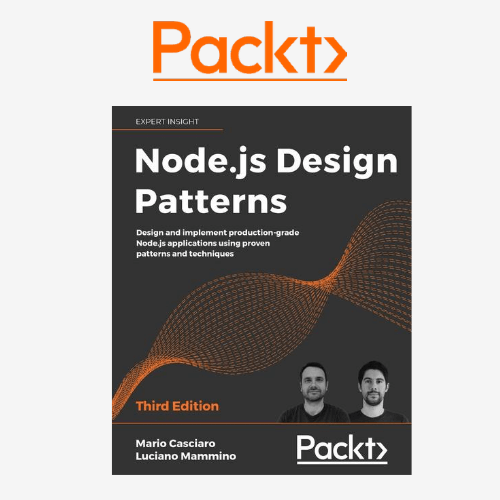 Packt>
EXPERT INSIGHT
Node.js Design
Patterns
Design and implement production-grade
Node.js applications using proven
patterns and techniques
Third Edition
Mario Casciaro
Luciano Mammino
Packt>